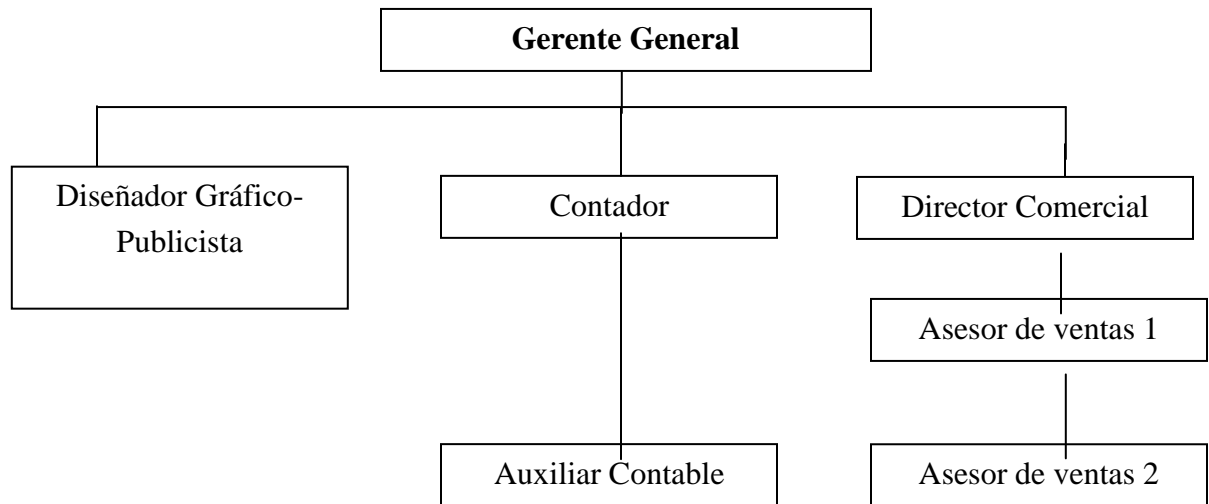 Gerente General
Diseñador Gráfico-
Publicista
Contador
Director Comercial
Asesor de ventas 1
Auxiliar Contable
Asesor de ventas 2